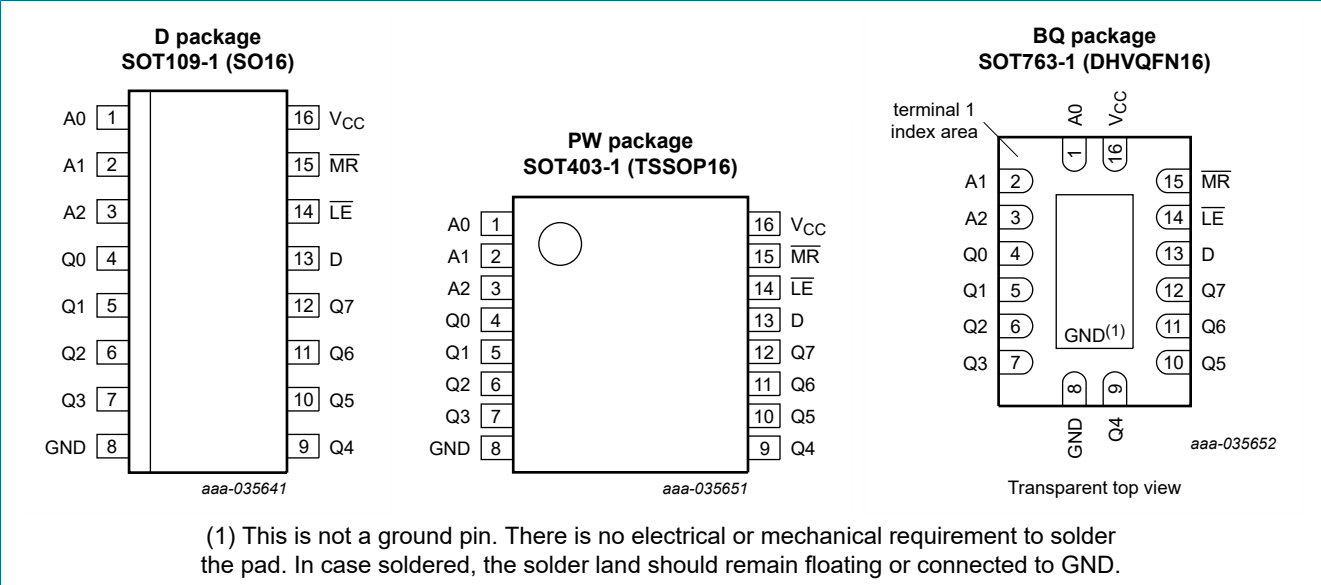 D package
SOT109-1 (SO16)
A0 1
16 VCC
A1 2
15 MR
A2 3
14 LE
Q0 4
13 D
Q1 5
12 Q7
Q2 6
11 Q6
Q3 7
10 Q5
GND 8
9 Q4
aaa-035641
PW package
SOT403-1 (TSSOP16)
A0 1
16 VCC
A1 2
15 MR
A2 3
14 LE
Q0 4
13 D
Q1 5
12 Q7
Q2 6
11 Q6
Q3 7
10 Q5
GND 8
9 Q4
aaa-035651
BQ package
SOT763-1 (DHVQFN16)
terminal 1
index area
A0
VCC
1
16
A1 2
15 MR
A2 3
14 LE
Q0 4
13 D
Q1 5
12 Q7
Q2 6
11 Q6
Q3 7
10 Q5
GND(1)
8
9
GND
Q4
aaa-035652
Transparent top view
(1) This is not a ground pin. There is no electrical or mechanical requirement to solder
the pad. In case soldered, the solder land should remain floating or connected to GND.